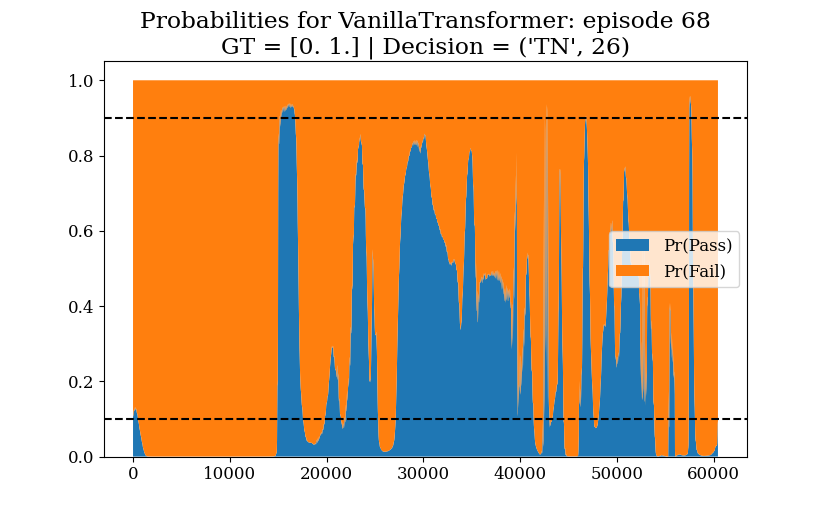 Probabilities for VanillaTransformer: episode 68
GT = [0. 1.] | Decision = ('TN', 26)
1.0
0.8
0.6
0.4
0.2
0.0
Pr(Pass)
Pr(Fail)
0 10000 20000 30000 40000 50000 60000